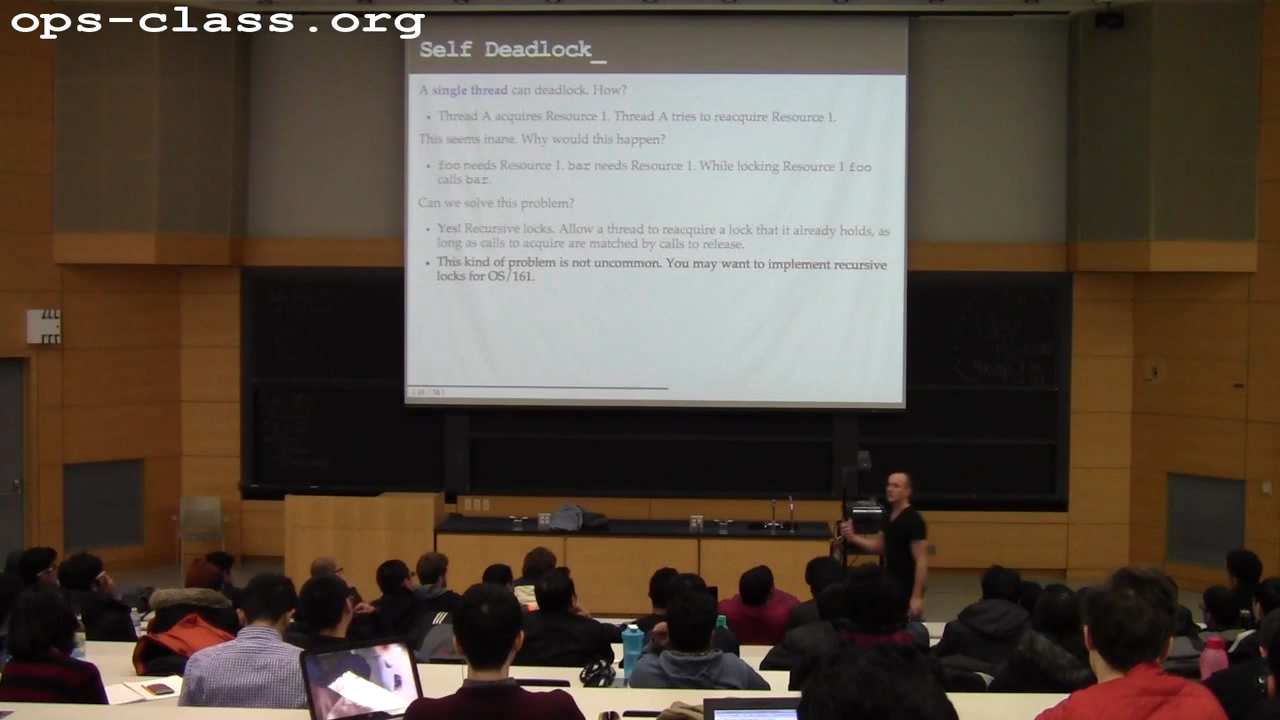 ops-class.org
Self Deadlock_
A single thread can deadlock. How?
• Thread A acquires Resource 1. Thread A tries to reacquire Resource 1.
This seems inane. Why would this happen?
• foo needs Resource 1. bar needs Resource 1. While locking Resource 1 foo
calls bar.
Can we solve this problem?
• Yes! Recursive locks. Allow a thread to reacquire a lock that it already holds, as
long as calls to acquire are matched by calls to release.
• This kind of problem is not uncommon. You may want to implement recursive
locks for OS/161.